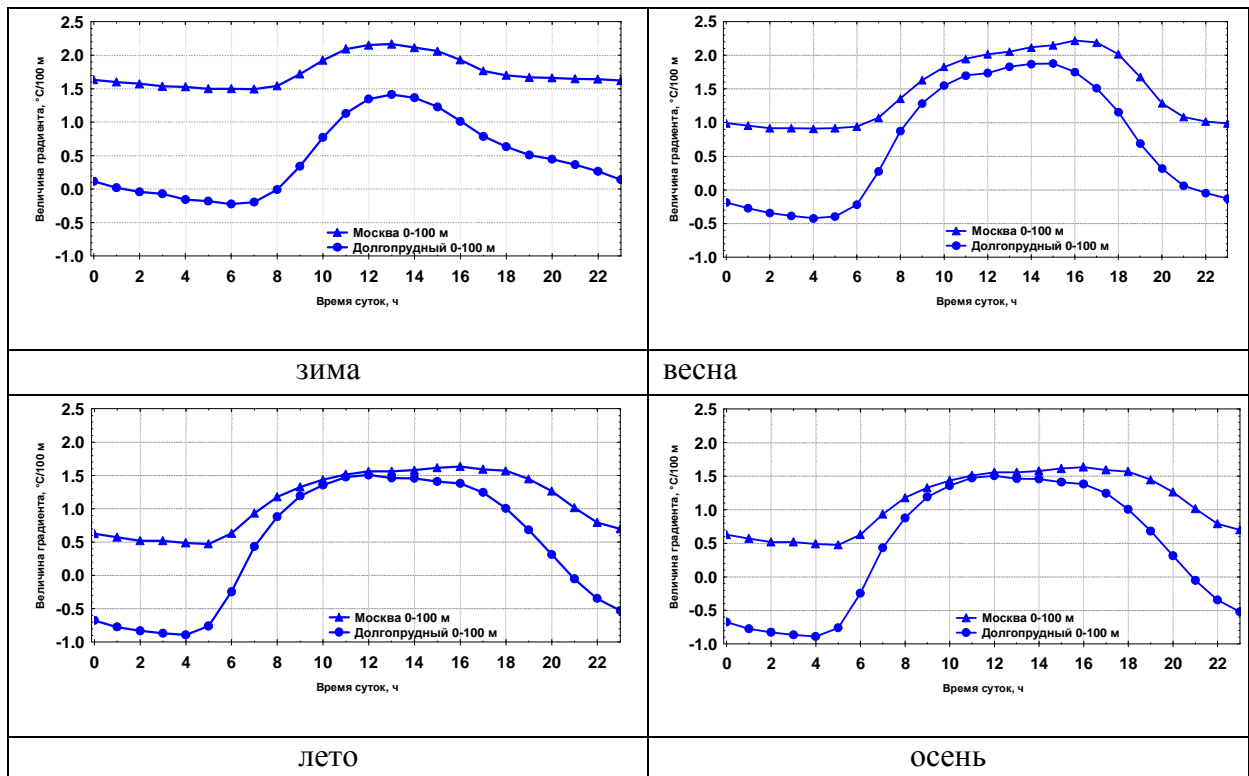 2.5
2.0
1.5
1.0
0.5
0.0
-0.5
-1.0
Величина градиента, °C/100 м
Москва 0-100 м
Долгопрудный 0-100 м
0 2 4 6 8 10 12 14 16 18 20 22
Время суток, ч
2.5
2.0
1.5
1.0
0.5
0.0
-0.5
-1.0
Величина градиента, °C/100 м
Москва 0-100 м
Долгопрудный 0-100 м
0 2 4 6 8 10 12 14 16 18 20 22
Время суток, ч
зима
весна
2.5
2.0
1.5
1.0
0.5
0.0
-0.5
-1.0
Величина градиента, °C/100 м
Москва 0-100 м
Долгопрудный 0-100 м
0 2 4 6 8 10 12 14 16 18 20 22
Время суток, ч
2.5
2.0
1.5
1.0
0.5
0.0
-0.5
-1.0
Величина градиента, °C/100 м
Москва 0-100 м
Долгопрудный 0-100 м
0 2 4 6 8 10 12 14 16 18 20 22
Время суток, ч
лето
осень